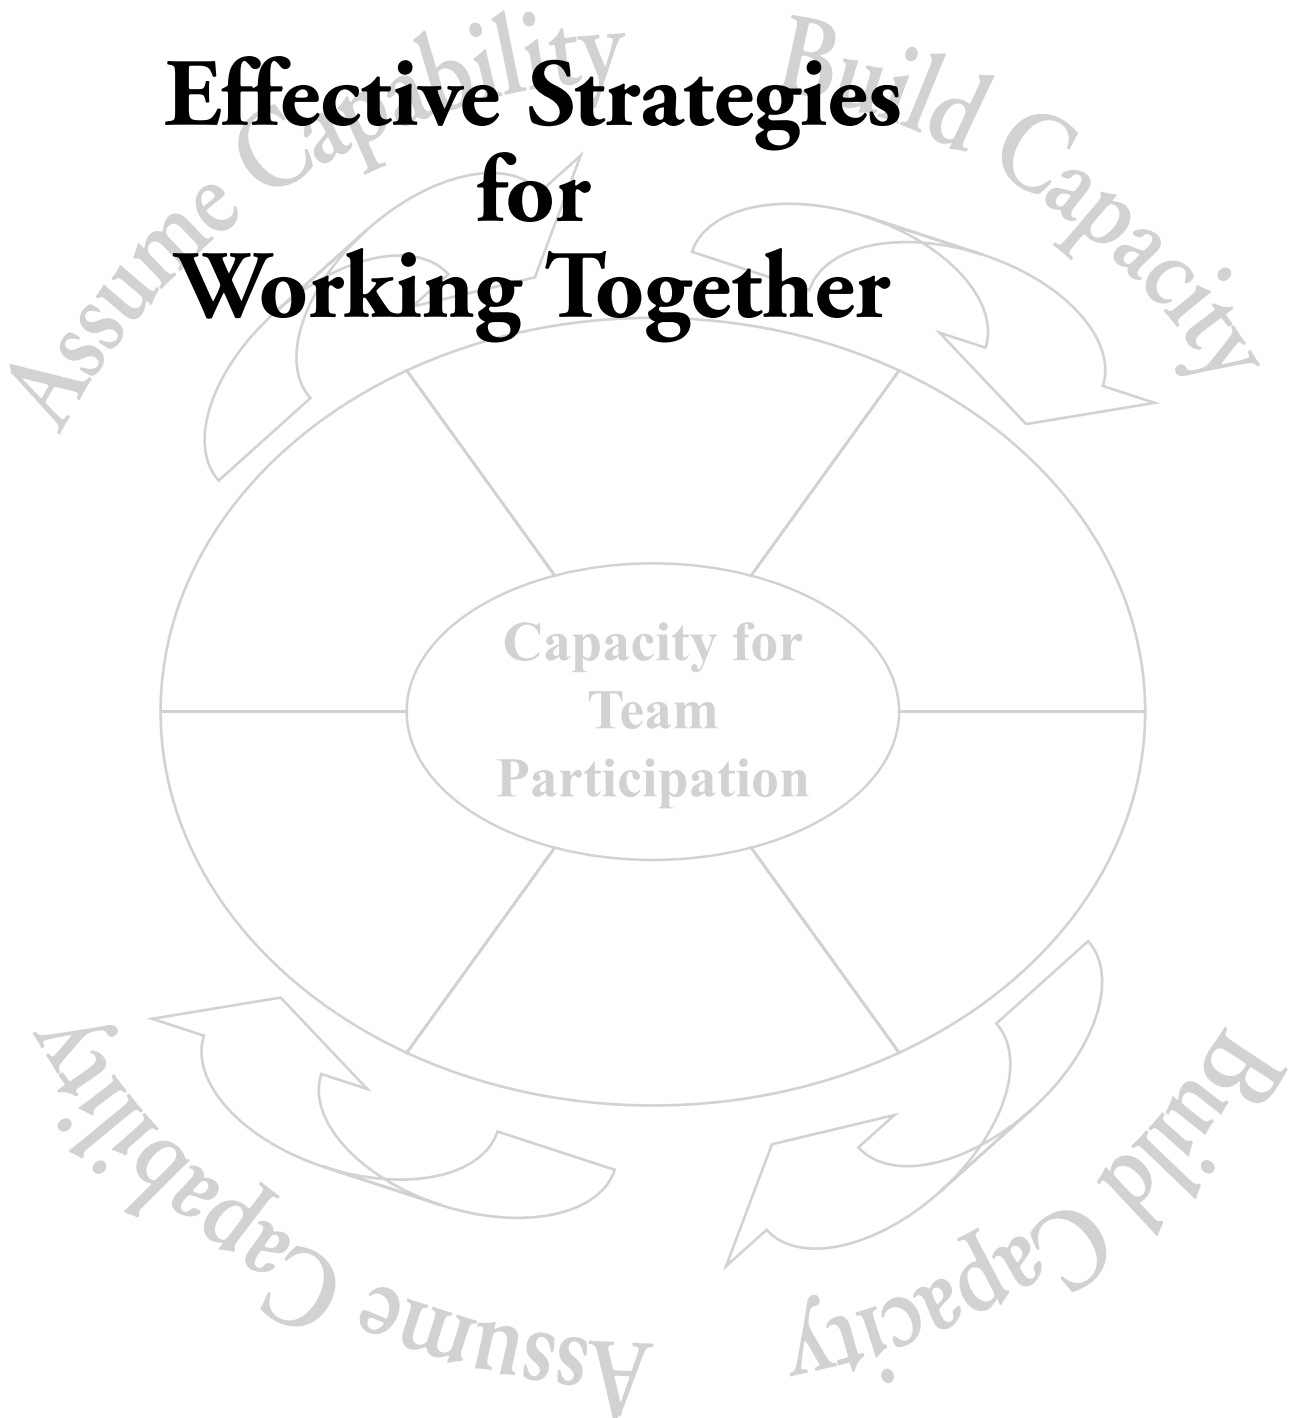 Assume Capability
Build Capacity
Effective Strategies
for
Working Together
Capacity for
Team
Participation
Assume Capability
Build Capacity